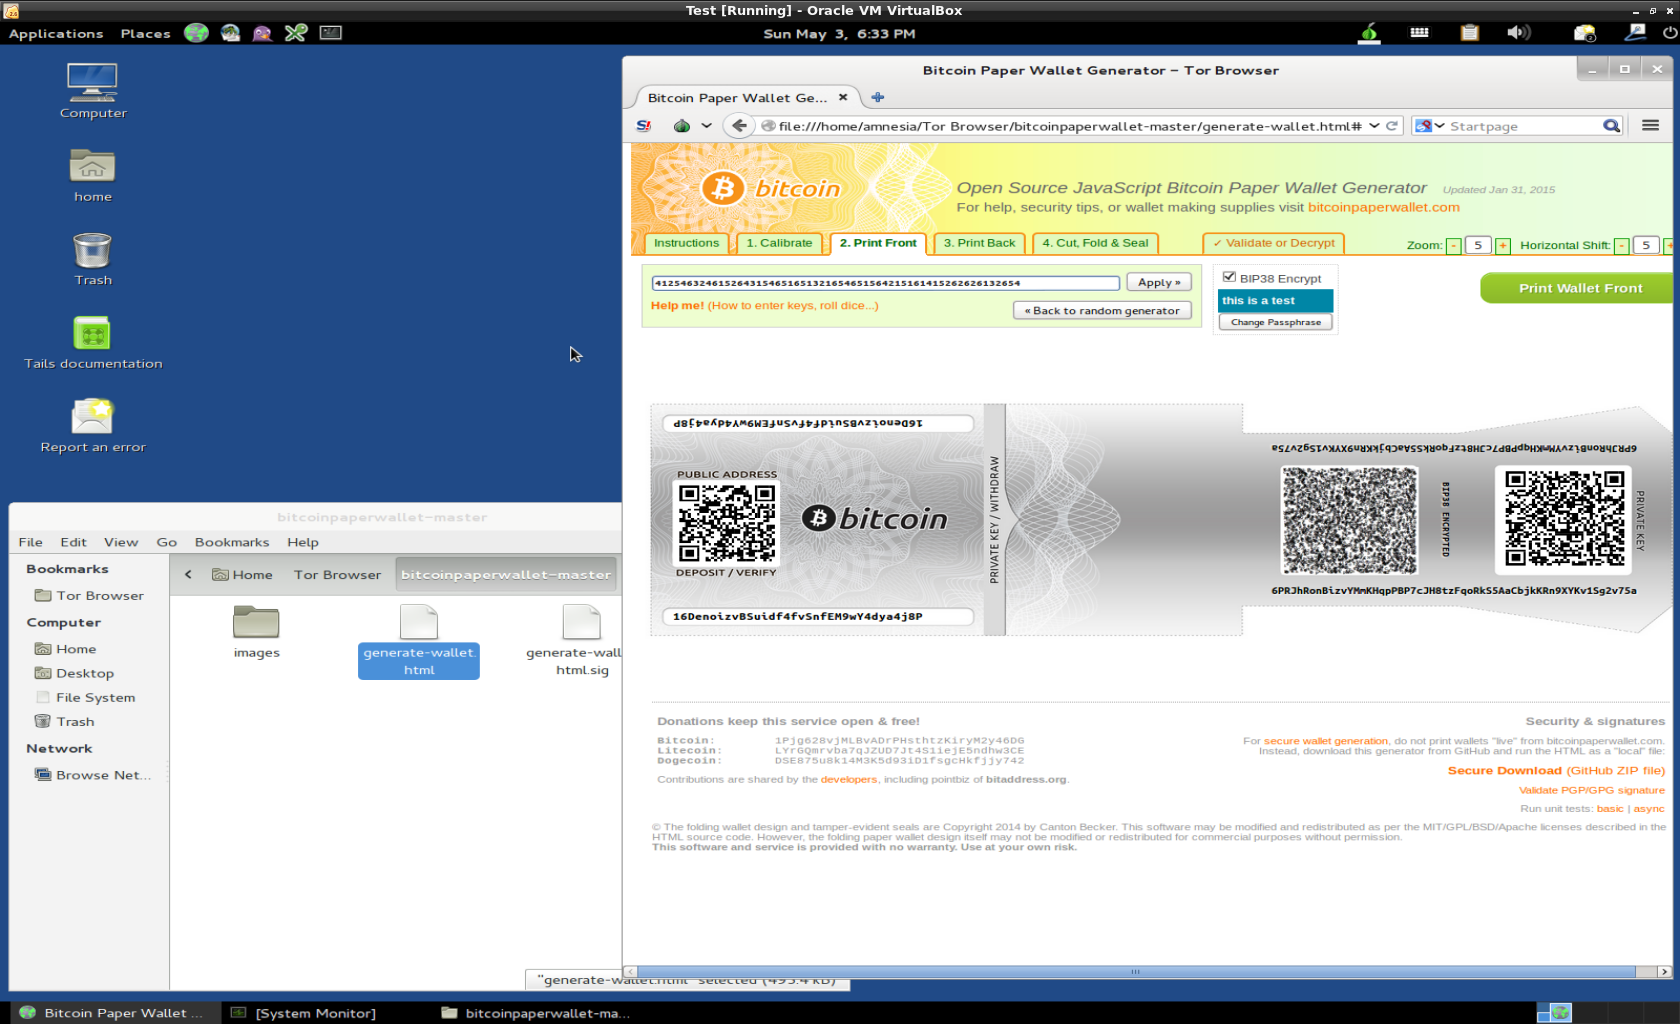 Test [Running] - Oracle VM VirtualBox
Applications Places Sun May 3, 6:33 PM
Computer
home
Trash
Tails documentation
Report an error
Bitcoin Paper Wallet Generator – Tor Browser
Bitcoin Paper Wallet Ge...
file:///home/amnesia/Tor Browser/bitcoinpaperwallet-master/generate-wallet.html# Startpage
bitcoin
Open Source JavaScript Bitcoin Paper Wallet Generator Updated Jan 31, 2015
For help, security tips, or wallet making supplies visit bitcoinpaperwallet.com
Instructions 1. Calibrate 2. Print Front 3. Print Back 4. Cut, Fold & Seal ✓ Validate or Decrypt Zoom: - 5 + Horizontal Shift: - 5 +
Apply »
Help me! (How to enter keys, roll dice...)
« Back to random generator
BIP38 Encrypt
this is a test
Change Passphrase
Print Wallet Front
16DenoizvBSuidf4fvSnfEM9wY4dya4j8P
PUBLIC ADDRESS
bitcoin
DEPOSIT / VERIFY
16DenoizvBSuidf4fvSnfEM9wY4dya4j8P
PRIVATE KEY / WITHDRAW
6PRJhRonBizvYMmKHqpPBP7cJH8tzFqoRkS5AaCbjkKRn9XYKv1Sg2v75a
BIP38 ENCRYPTED
PRIVATE KEY
6PRJhRonBizvYMmKHqpPBP7cJH8tzFqoRkS5AaCbjkKRn9XYKv1Sg2v75a
Donations keep this service open & free!
Bitcoin: 1Pjg628vjMLBvADrPHsthtzKiryM2y46DG
Litecoin: LYrGQmrvba7qJZUD7Jt4S1iejE5ndhw3CE
Dogecoin: DSE875u8k14M3K5d93iD1fsgcHkfjjy742
Contributions are shared by the developers, including pointbiz of bitaddress.org.
Security & signatures
For secure wallet generation, do not print wallets "live" from bitcoinpaperwallet.com.
Instead, download this generator from GitHub and run the HTML as a "local" file:
Secure Download (GitHub ZIP file)
Validate PGP/GPG signature
Run unit tests: basic | async
© The folding wallet design and tamper-evident seals are Copyright 2014 by Canton Becker. This software may be modified and redistributed as per the MIT/GPL/BSD/Apache licenses described in the
HTML source code. However, the folding paper wallet design itself may not be modified or redistributed for commercial purposes without permission.
This software and service is provided with no warranty. Use at your own risk.
bitcoinpaperwallet-master
File Edit View Go Bookmarks Help
Bookmarks
Tor Browser
Computer
Home
Desktop
File System
Trash
Network
Browse Net...
Home Tor Browser bitcoinpaperwallet-master
images
generate-wallet.
html
generate-wall
html.sig
"generate-wallet.html" selected (495.4 kB)
Bitcoin Paper Wallet ... [System Monitor] bitcoinpaperwallet-ma...